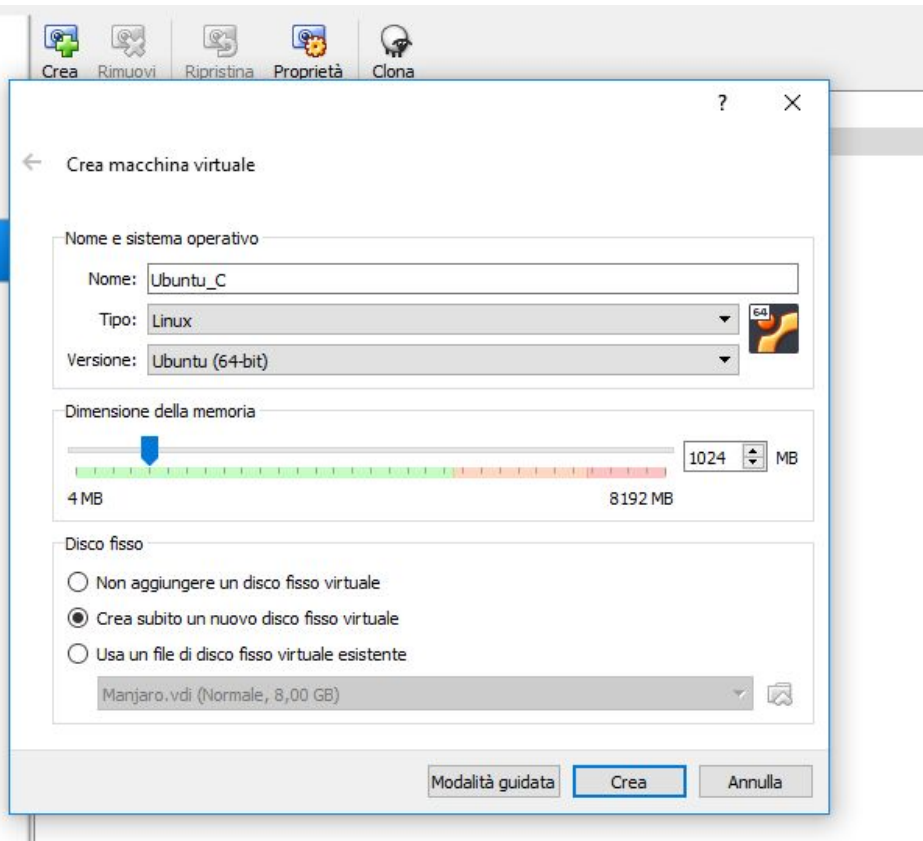 Crea Rimuovi Ripristina Proprietà Clona
?
Crea macchina virtuale
Nome e sistema operativo
Nome: Ubuntu_C
Tipo: Linux
64
Versione: Ubuntu (64-bit)
Dimensione della memoria
1024 MB
4 MB 8192 MB
Disco fisso
Non aggiungere un disco fisso virtuale
Crea subito un nuovo disco fisso virtuale
Usa un file di disco fisso virtuale esistente
Manjaro.vdi (Normale, 8,00 GB)
Modalità guidata Crea Annulla